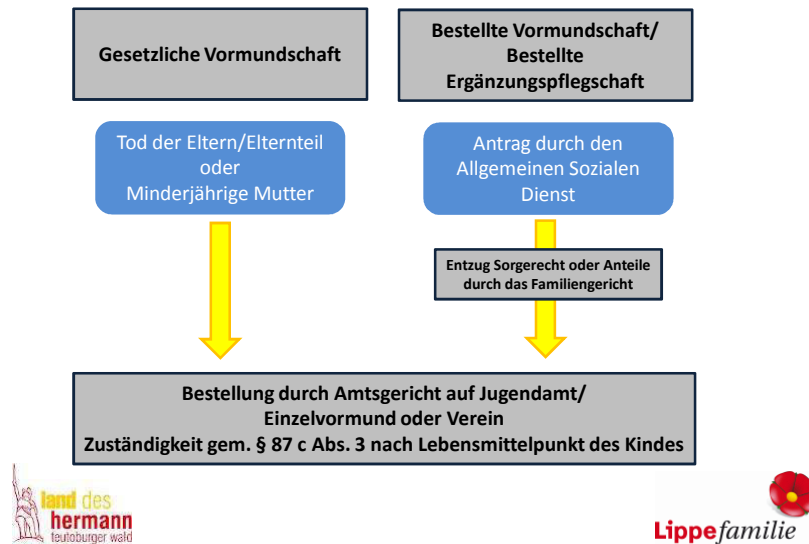 Gesetzliche Vormundschaft
Bestellte Vormundschaft/
Bestellte
Ergänzungspflegschaft
Tod der Eltern/Elternteil
oder
Minderjährige Mutter
Antrag durch den
Allgemeinen Sozialen
Dienst
Entzug Sorgerecht oder Anteile
durch das Familiengericht
Bestellung durch Amtsgericht auf Jugendamt/
Einzelvormund oder Verein
Zuständigkeit gem. § 87 c Abs. 3 nach Lebensmittelpunkt des Kindes
land des
hermann
teutoburger wald
Lippefamilie